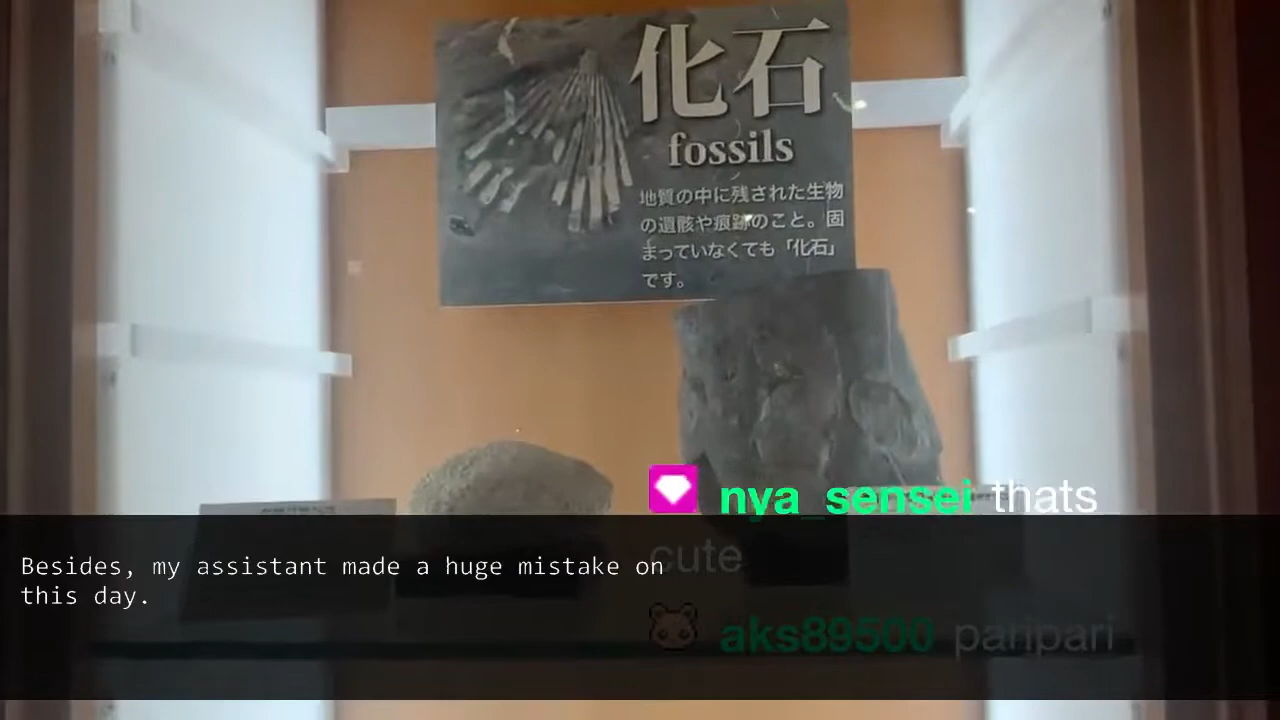 化石
fossils
地質の中に残された生物
の遺骸や痕跡のこと。固
まっていなくても「化石」
です。
nya_sensei thats
cute
Besides, my assistant made a huge mistake on
this day.
aks89500 paripari